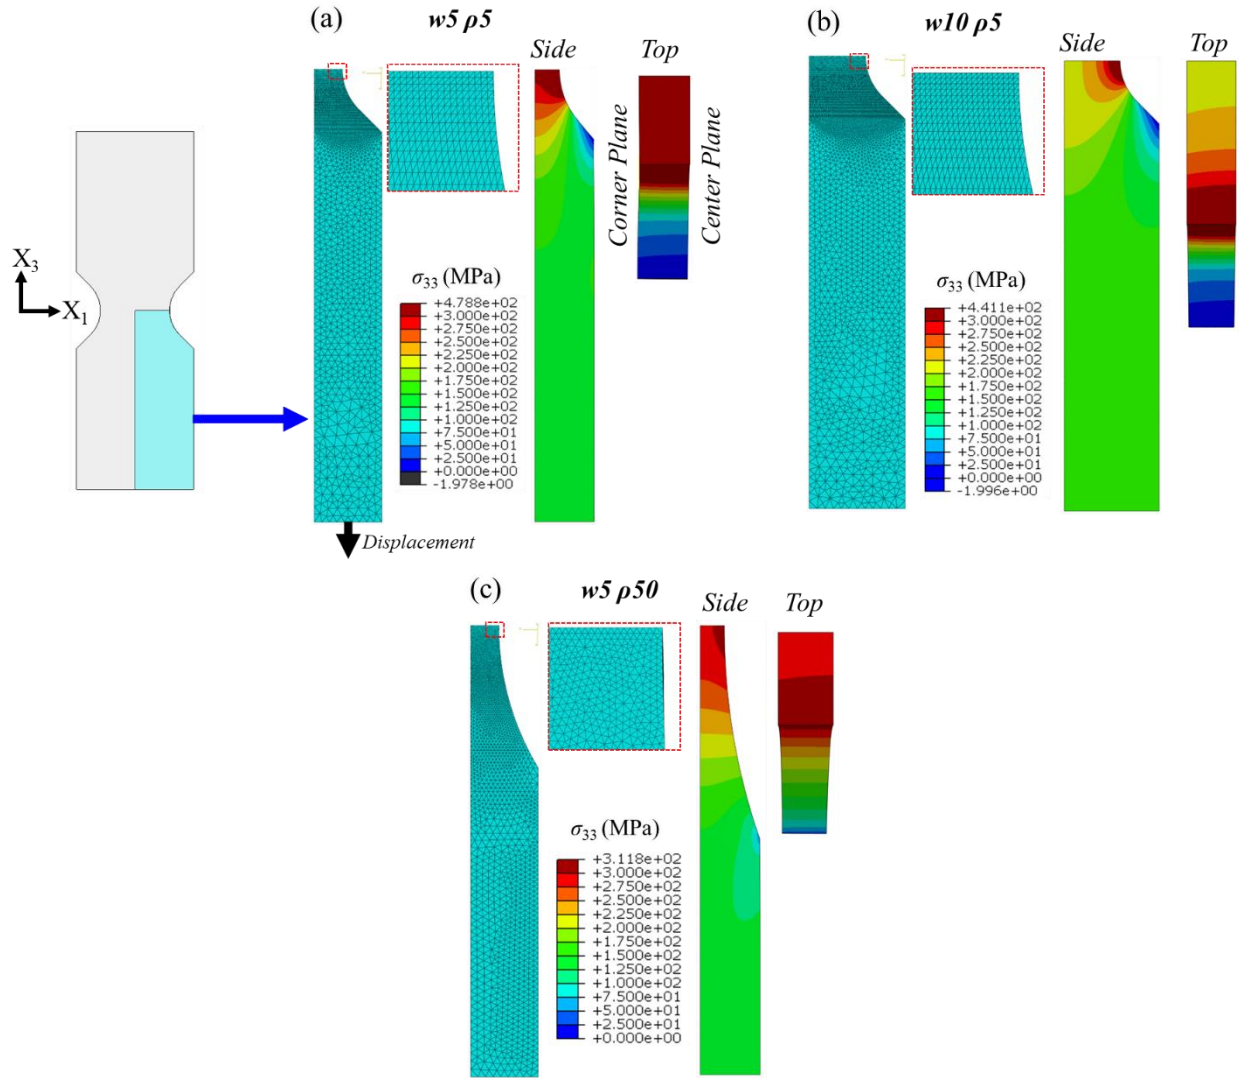 (a)
w5 ρ5
Side
Top
Corner Plane
Center Plane
σ33 (MPa)
+4.788e+02
+3.000e+02
+2.750e+02
+2.500e+02
+2.250e+02
+2.000e+02
+1.750e+02
+1.500e+02
+1.250e+02
+1.000e+02
+7.500e+01
+5.000e+01
+2.500e+01
+0.000e+00
-1.978e+00
Displacement
X3
X1
(b)
w10 ρ5
Side
Top
σ33 (MPa)
+4.411e+02
+3.000e+02
+2.750e+02
+2.500e+02
+2.250e+02
+2.000e+02
+1.750e+02
+1.500e+02
+1.250e+02
+1.000e+02
+7.500e+01
+5.000e+01
+2.500e+01
+0.000e+00
-1.996e+00
(c)
w5 ρ50
Side
Top
σ33 (MPa)
+3.118e+02
+3.000e+02
+2.750e+02
+2.500e+02
+2.250e+02
+2.000e+02
+1.750e+02
+1.500e+02
+1.250e+02
+1.000e+02
+7.500e+01
+5.000e+01
+2.500e+01
+0.000e+00